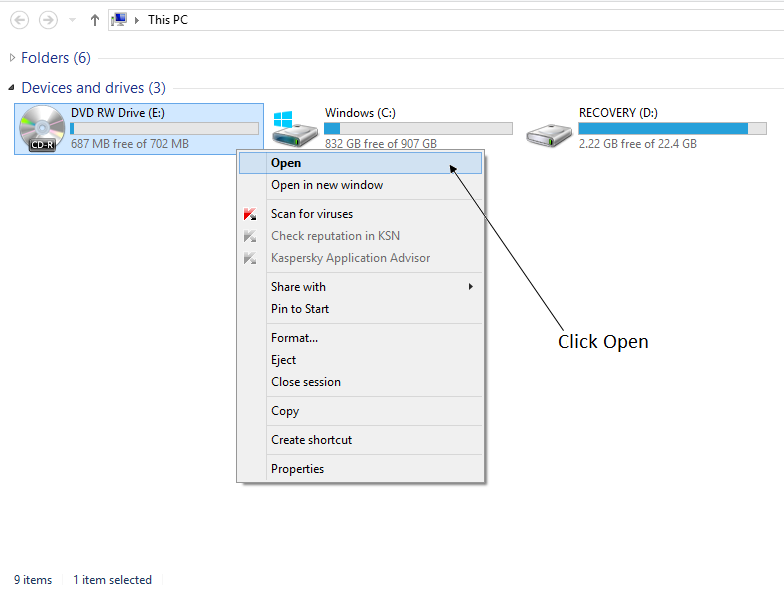 This PC
Folders (6)
Devices and drives (3)
DVD RW Drive (E:)
CD-R
687 MB free of 702 MB
Windows (C:)
832 GB free of 907 GB
RECOVERY (D:)
2.22 GB free of 22.4 GB
Open
Open in new window
Scan for viruses
Check reputation in KSN
Kaspersky Application Advisor
Share with
Pin to Start
Format...
Eject
Close session
Copy
Create shortcut
Properties
Click Open
9 items
1 item selected